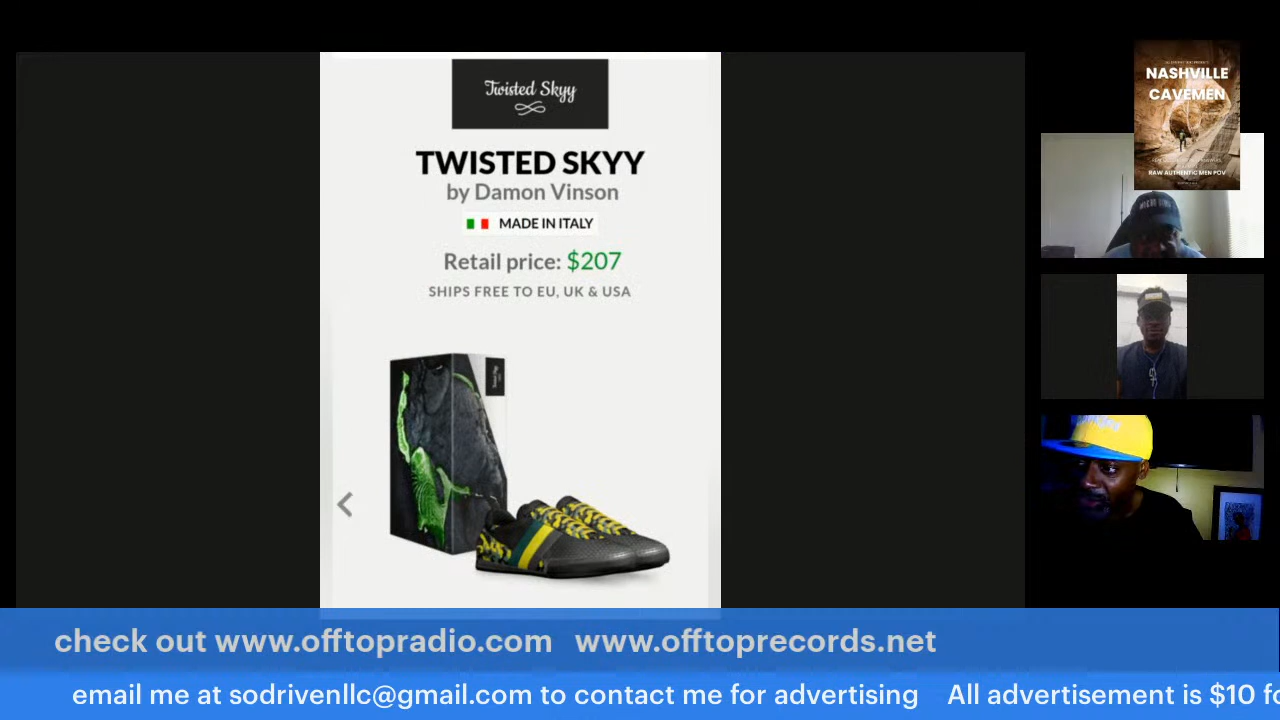 Twisted Skyy
TWISTED SKYY
by Damon Vinson
MADE IN ITALY
Retail price: $207
SHIPS FREE TO EU, UK & USA
NASHVILLE
CAVEMEN
RAW AUTHENTIC MEN POV
check out www.offtopradio.com www.offtoprecords.net
email me at sodrivenllc@gmail.com to contact me for advertising All advertisement is $10 fo